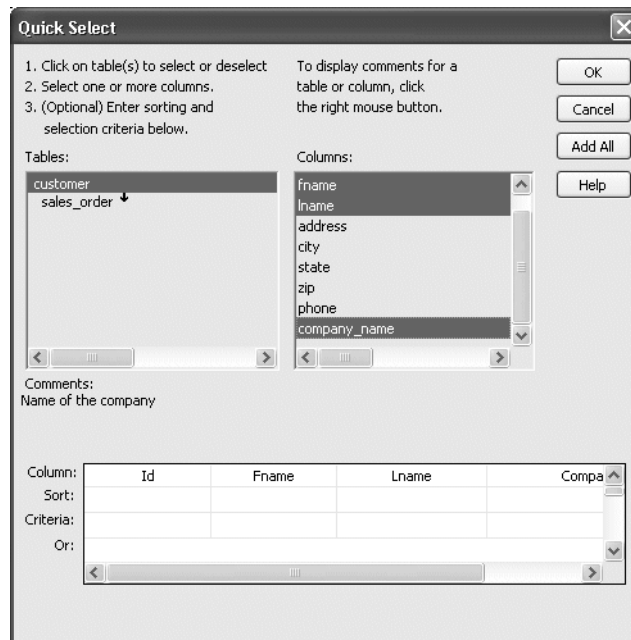 Quick Select
1. Click on table(s) to select or deselect
2. Select one or more columns.
3. (Optional) Enter sorting and
selection criteria below.
To display comments for a
table or column, click
the right mouse button.
OK
Cancel
Add All
Help
Tables:
customer
sales_order
Columns:
fname
lname
address
city
state
zip
phone
company_name
Comments:
Name of the company
Column: Id Fname Lname Compa
Sort:
Criteria:
Or: